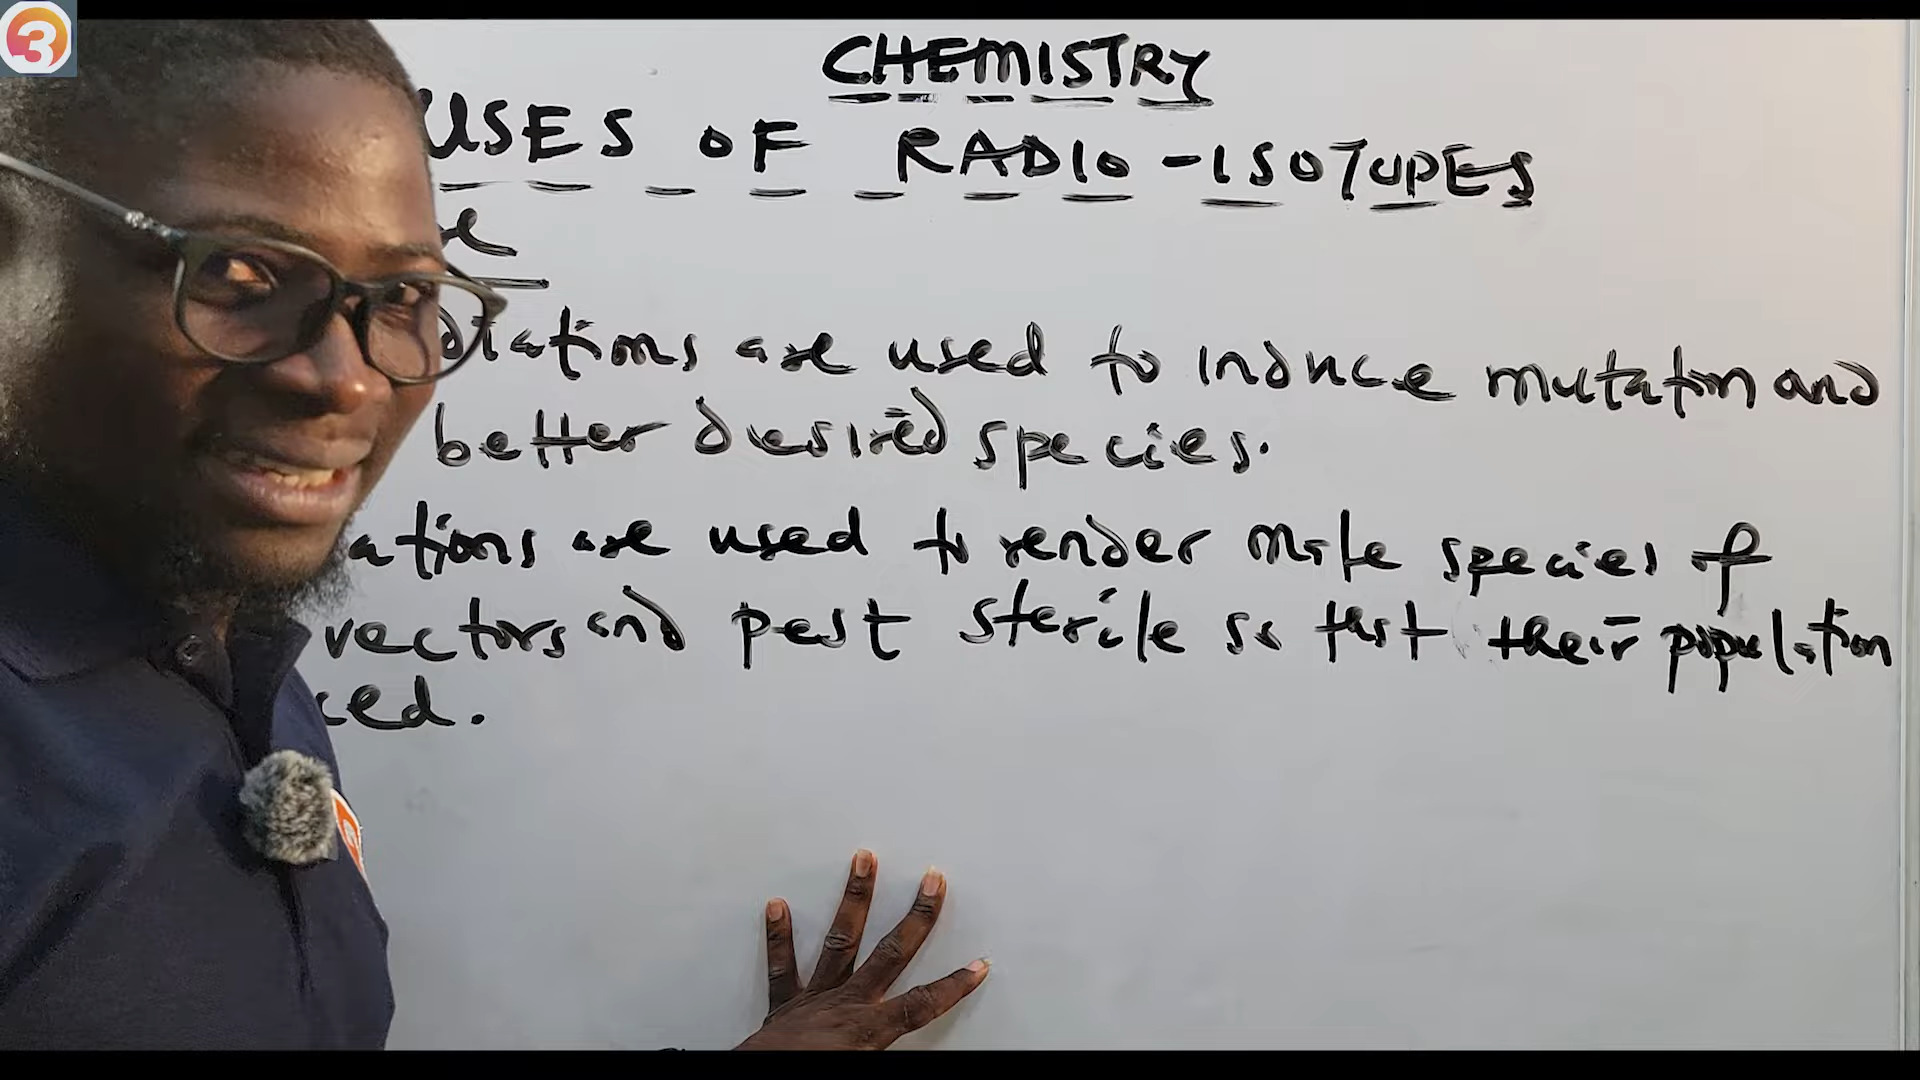 3
CHEMISTRY
USES OF RADIO-ISOTOPES
diations are used to induce mutation and
better desired species.
ations are used to render male species of
vectors and pest sterile so that their population
ced.